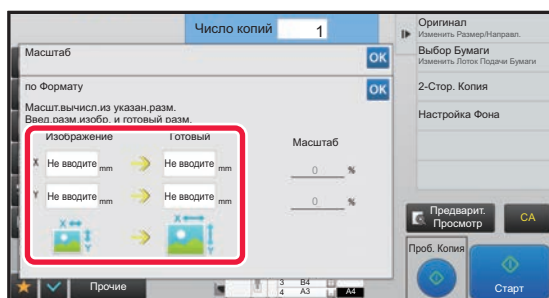 Число копий 1
Масштаб OK
по Формату OK
Масшт.вычисл.из указан.разм.
Введ.разм.изобр. и готовый разм.
Изображение Готовый
Масштаб
X Не вводите mm Не вводите mm 0 %
Y Не вводите mm Не вводите mm 0 %
X X
Y Y
Прочие
3 B4
4 A3 A4
Оригинал
Изменить Размер/Направл.
Выбор Бумаги
Изменить Лоток Подачи Бумаги
2-Стор. Копия
Настройка Фона
Предварит.
Просмотр
CA
Проб. Копия
Старт